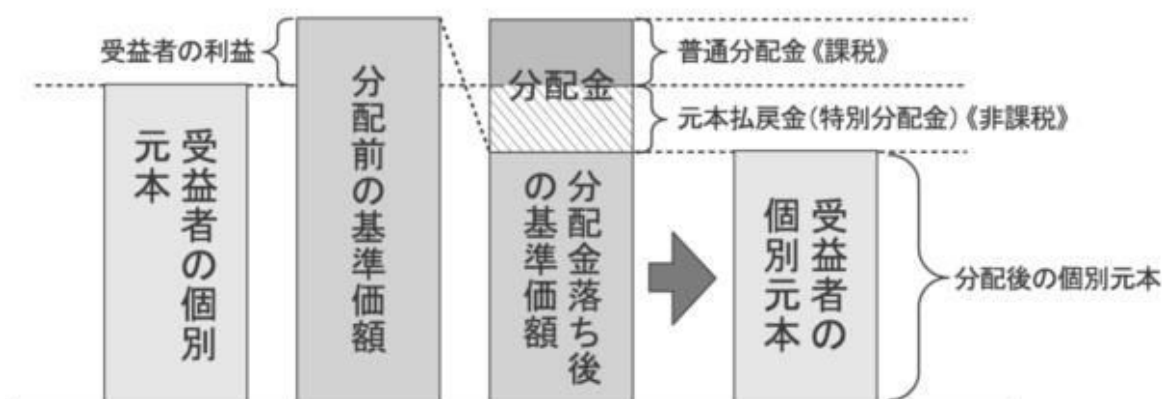 受益者の利益
受益者の個別
元本
分配前の基準価額
分配金
分配金落ち後
の基準価額
普通分配金《課税》
元本払戻金(特別分配金)《非課税》
受益者の
個別元本
分配後の個別元本